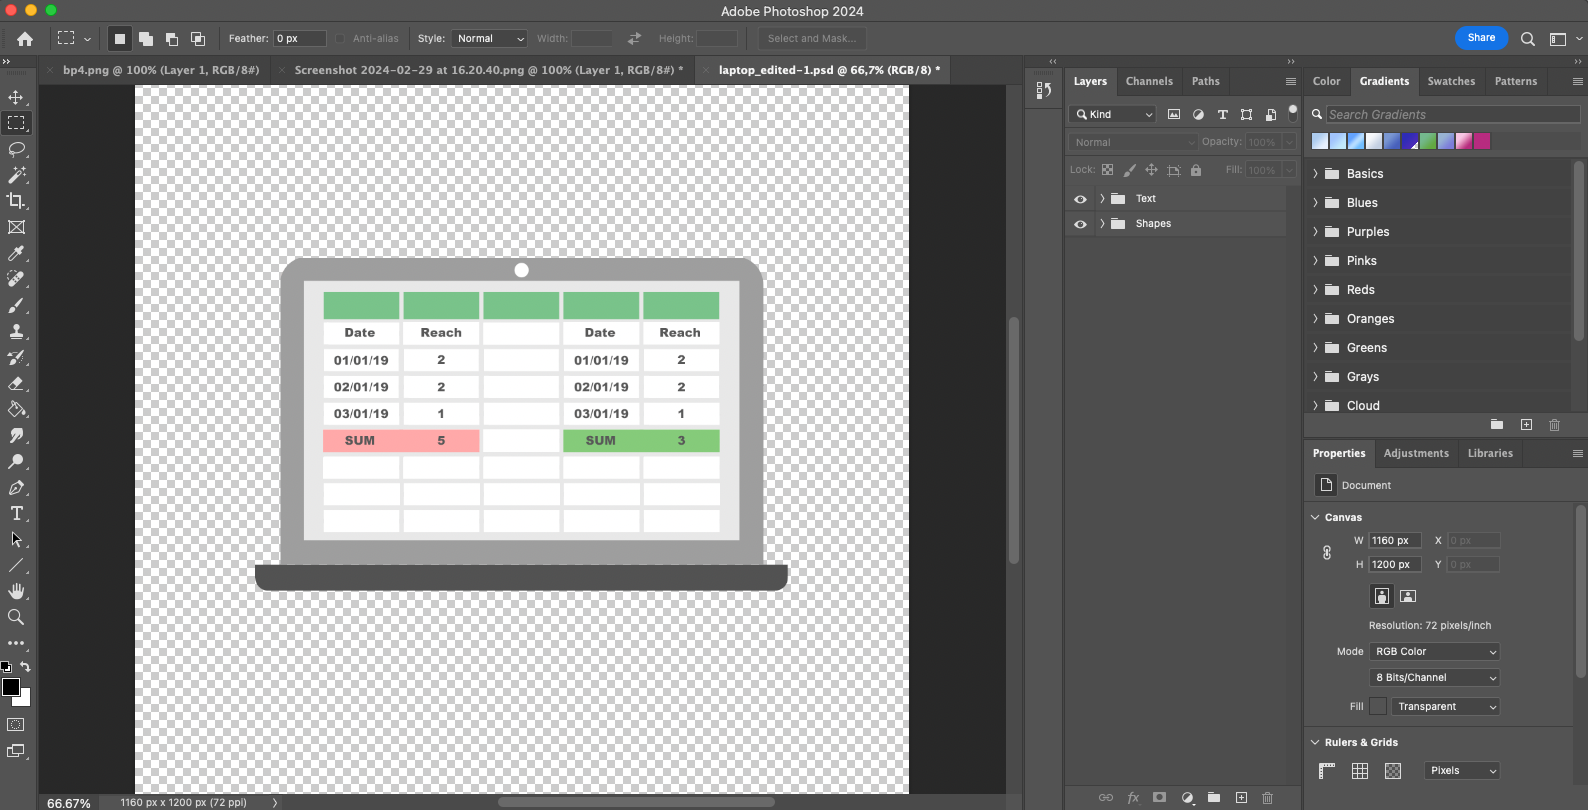 Adobe Photoshop 2024
Feather: 0 px Anti-alias Style: Normal Width: Height: Select and Mask... Share
bp4.png @ 100% (Layer 1, RGB/8#) Screenshot 2024-02-29 at 16.20.40.png @ 100% (Layer 1, RGB/8#) * laptop_edited-1.psd @ 66,7% (RGB/8) *
Date Reach Date Reach
01/01/19 2 01/01/19 2
02/01/19 2 02/01/19 2
03/01/19 1 03/01/19 1
SUM 5 SUM 3
66.67% 1160 px x 1200 px (72 ppi)
Layers Channels Paths
Kind
Normal Opacity: 100%
Lock: Fill: 100%
Text
Shapes
fx
Color Gradients Swatches Patterns
Search Gradients
Basics
Blues
Purples
Pinks
Reds
Oranges
Greens
Grays
Cloud
Properties Adjustments Libraries
Document
Canvas
W 1160 px X 0 px
H 1200 px Y 0 px
Resolution: 72 pixels/inch
Mode RGB Color
8 Bits/Channel
Fill Transparent
Rulers & Grids
Pixels